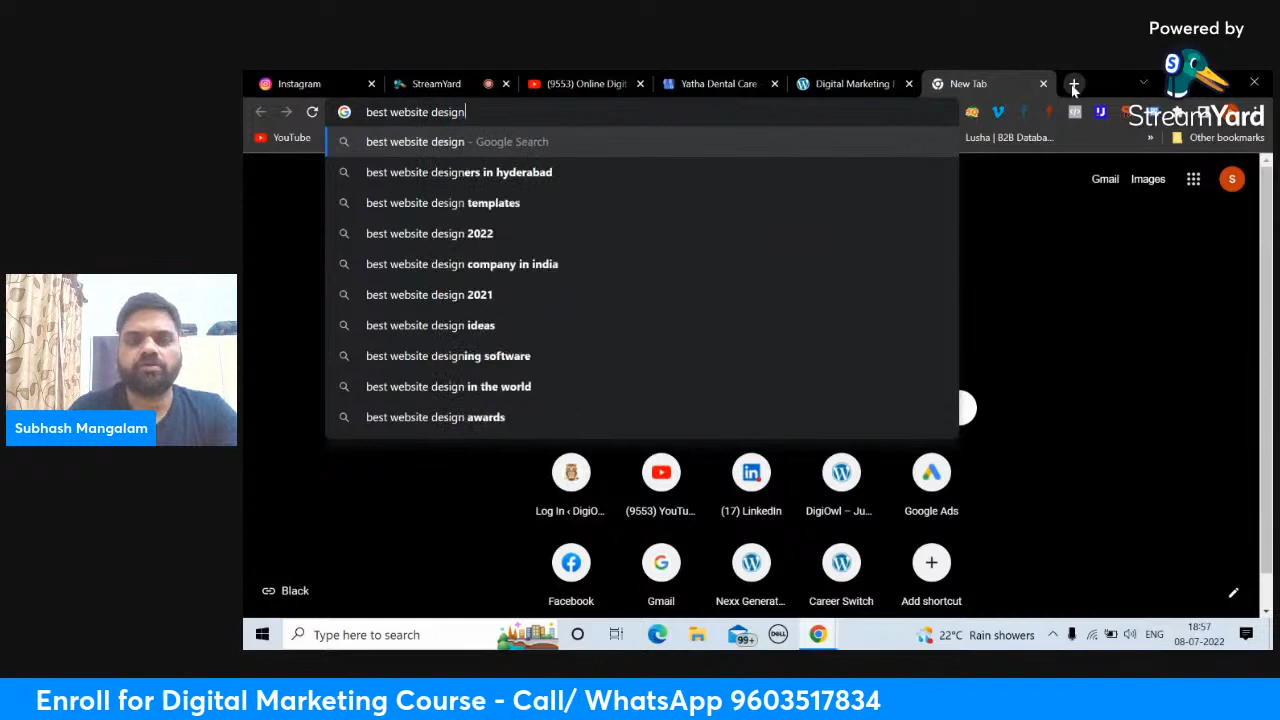 Powered by
StreamYard
Instagram
StreamYard
(9553) Online Digit
Yatha Dental Care
Digital Marketing
New Tab
best website design
YouTube
Lusha | B2B Databa...
»
Other bookmarks
best website design - Google Search
best website designers in hyderabad
best website design templates
best website design 2022
best website design company in india
best website design 2021
best website design ideas
best website designing software
best website design in the world
best website design awards
Gmail
Images
S
Log In ‹ DigiO...
(9553) YouTu...
(17) LinkedIn
DigiOwl – Ju...
Google Ads
Facebook
Gmail
Nexx Generat...
Career Switch
Add shortcut
Black
Subhash Mangalam
Type here to search
99+
DELL
22°C Rain showers
ENG
18:57
08-07-2022
Enroll for Digital Marketing Course - Call/ WhatsApp 9603517834